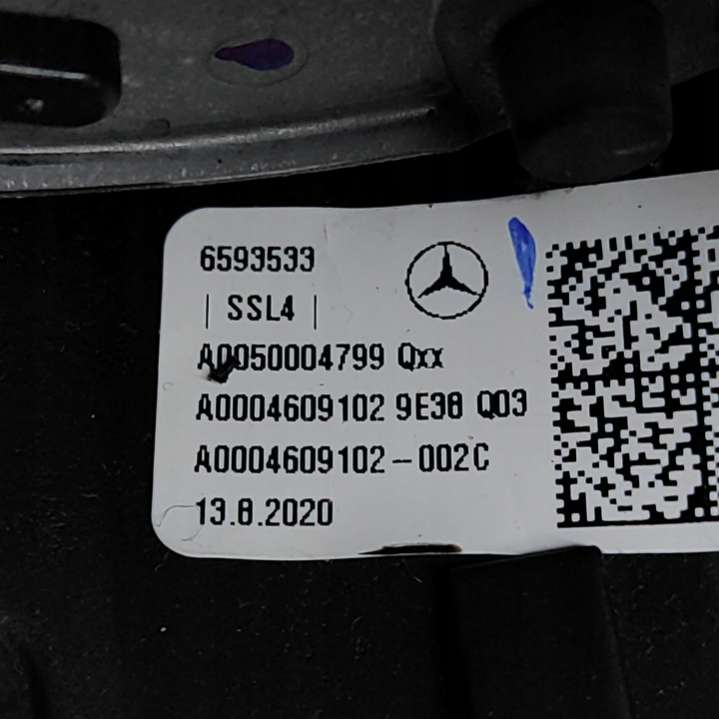 6593533
| SSL4 |
A0050004799 Qxx
A0004609102 9E38 Q03
A0004609102-002C
13.8.2020